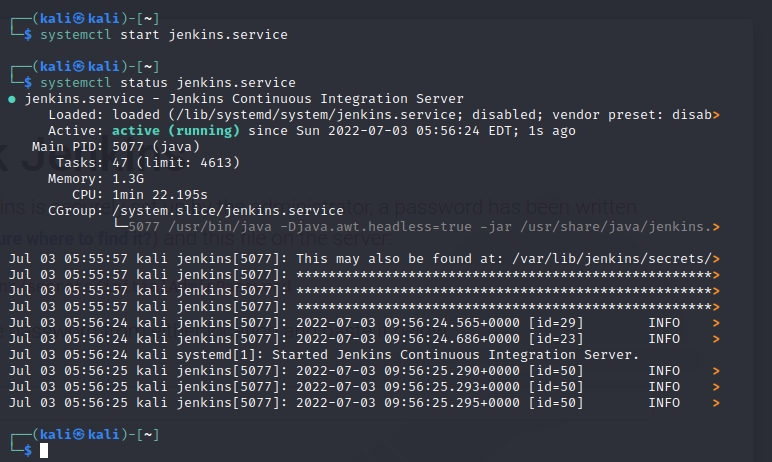 ┌──(kali㉿kali)-[~]
└─$ systemctl start jenkins.service
┌──(kali㉿kali)-[~]
└─$ systemctl status jenkins.service
● jenkins.service - Jenkins Continuous Integration Server
Loaded: loaded (/lib/systemd/system/jenkins.service; disabled; vendor preset: disab>
Active: active (running) since Sun 2022-07-03 05:56:24 EDT; 1s ago
Main PID: 5077 (java)
Tasks: 47 (limit: 4613)
Memory: 1.3G
CPU: 1min 22.195s
CGroup: /system.slice/jenkins.service
└─5077 /usr/bin/java -Djava.awt.headless=true -jar /usr/share/java/jenkins.>
Jul 03 05:55:57 kali jenkins[5077]: This may also be found at: /var/lib/jenkins/secrets/>
Jul 03 05:55:57 kali jenkins[5077]: *****************************************************>
Jul 03 05:55:57 kali jenkins[5077]: *****************************************************>
Jul 03 05:55:57 kali jenkins[5077]: *****************************************************>
Jul 03 05:56:24 kali jenkins[5077]: 2022-07-03 09:56:24.565+0000 [id=29] INFO >
Jul 03 05:56:24 kali jenkins[5077]: 2022-07-03 09:56:24.686+0000 [id=23] INFO >
Jul 03 05:56:24 kali systemd[1]: Started Jenkins Continuous Integration Server.
Jul 03 05:56:25 kali jenkins[5077]: 2022-07-03 09:56:25.290+0000 [id=50] INFO >
Jul 03 05:56:25 kali jenkins[5077]: 2022-07-03 09:56:25.293+0000 [id=50] INFO >
Jul 03 05:56:25 kali jenkins[5077]: 2022-07-03 09:56:25.295+0000 [id=50] INFO >
┌──(kali㉿kali)-[~]
└─$